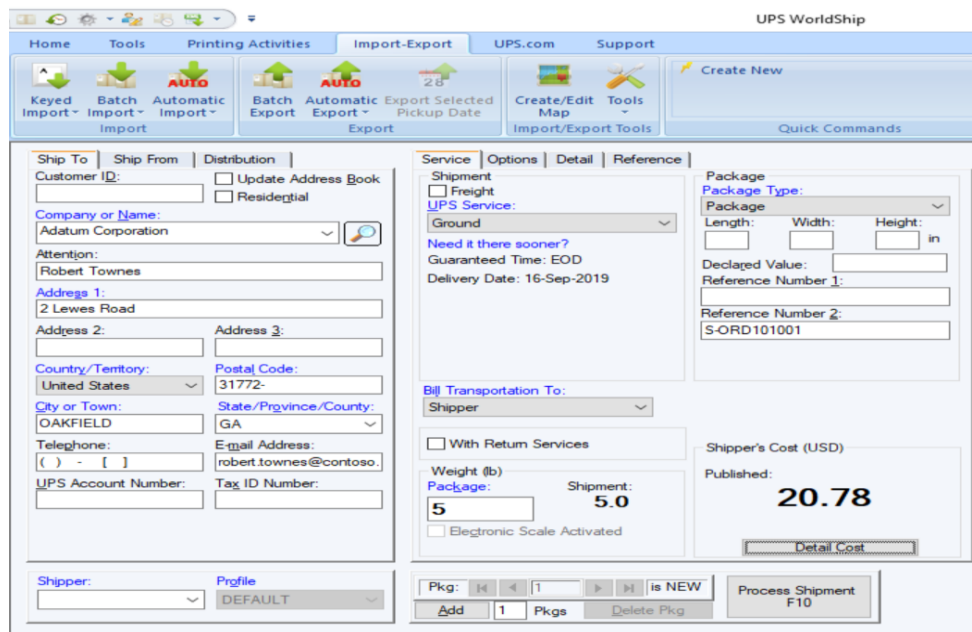 UPS WorldShip
Home Tools Printing Activities Import-Export UPS.com Support
Keyed Import
Batch Import
AUTO
Automatic Import
Import
Batch Export
AUTO
Automatic Export
28
Export Selected Pickup Date
Export
Create/Edit Map
Tools
Import/Export Tools
Create New
Quick Commands
Ship To Ship From Distribution
Customer ID:
Update Address Book
Residential
Company or Name:
Adatum Corporation
Attention:
Robert Townes
Address 1:
2 Lewes Road
Address 2: Address 3:
Country/Territory: Postal Code:
United States 31772-
City or Town: State/Province/County:
OAKFIELD GA
Telephone: E-mail Address:
( ) - [ ] robert.townes@contoso.
UPS Account Number: Tax ID Number:
Shipper: Profile
DEFAULT
Service Options Detail Reference
Shipment
Freight
UPS Service:
Ground
Need it there sooner?
Guaranteed Time: EOD
Delivery Date: 16-Sep-2019
Bill Transportation To:
Shipper
With Return Services
Weight (lb)
Package: Shipment:
5 5.0
Electronic Scale Activated
Package
Package Type:
Package
Length: Width: Height:
in
Declared Value:
Reference Number 1:
Reference Number 2:
S-ORD101001
Shipper's Cost (USD)
Published:
20.78
Detail Cost
Pkg: 1 is NEW
Add 1 Pkgs Delete Pkg
Process Shipment
F10